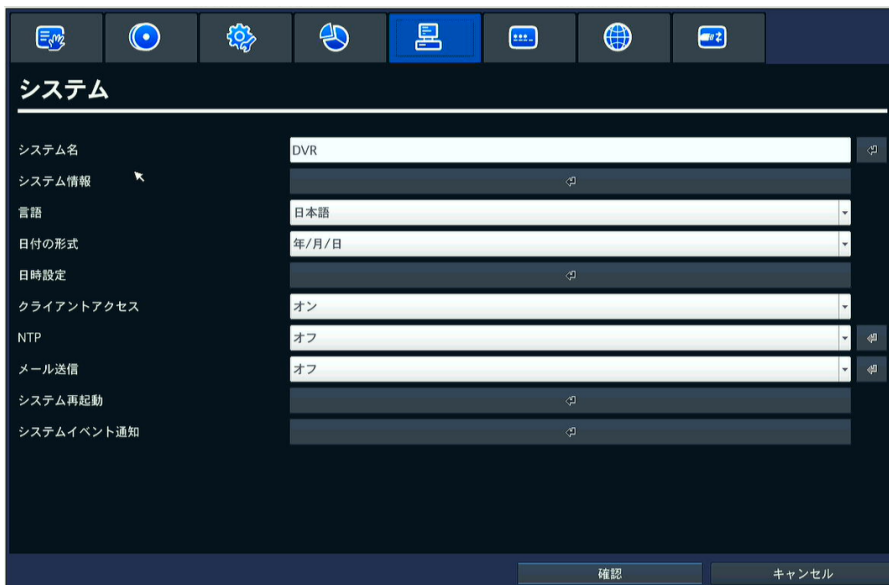 システム
システム名 DVR
システム情報
言語 日本語
日付の形式 年/月/日
日時設定
クライアントアクセス オン
NTP オフ
メール送信 オフ
システム再起動
システムイベント通知
確認 キャンセル